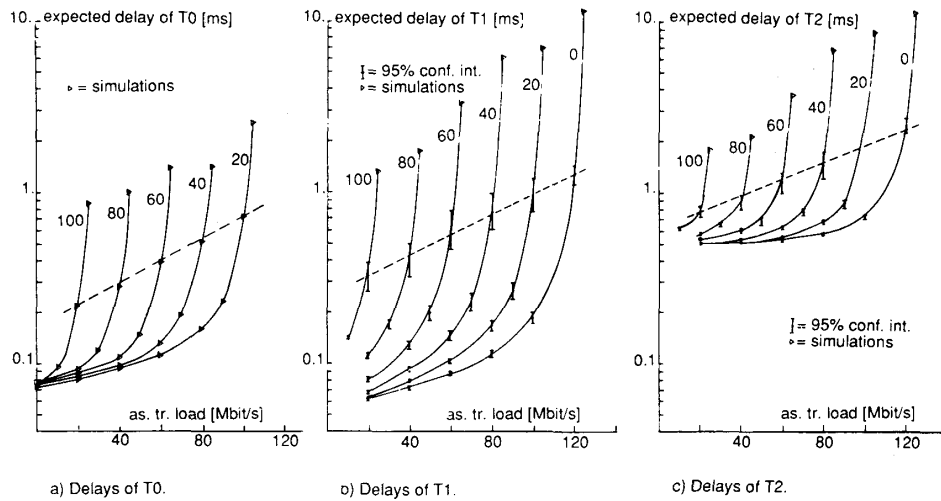 expected delay of T0 [ms]
10.
▹ = simulations
20
40
60
80
100
1.0
0.1
as. tr. load [Mbit/s]
40
80
120
a) Delays of T0.
expected delay of T1 [ms]
10.
= 95% conf. int.
▹ = simulations
0
20
40
60
80
100
1.0
0.1
as. tr. load [Mbit/s]
40
80
120
b) Delays of T1.
expected delay of T2 [ms]
10.
0
20
40
60
80
100
1.0
= 95% conf. int.
▹ = simulations
0.1
as. tr. load [Mbit/s]
40
80
120
c) Delays of T2.